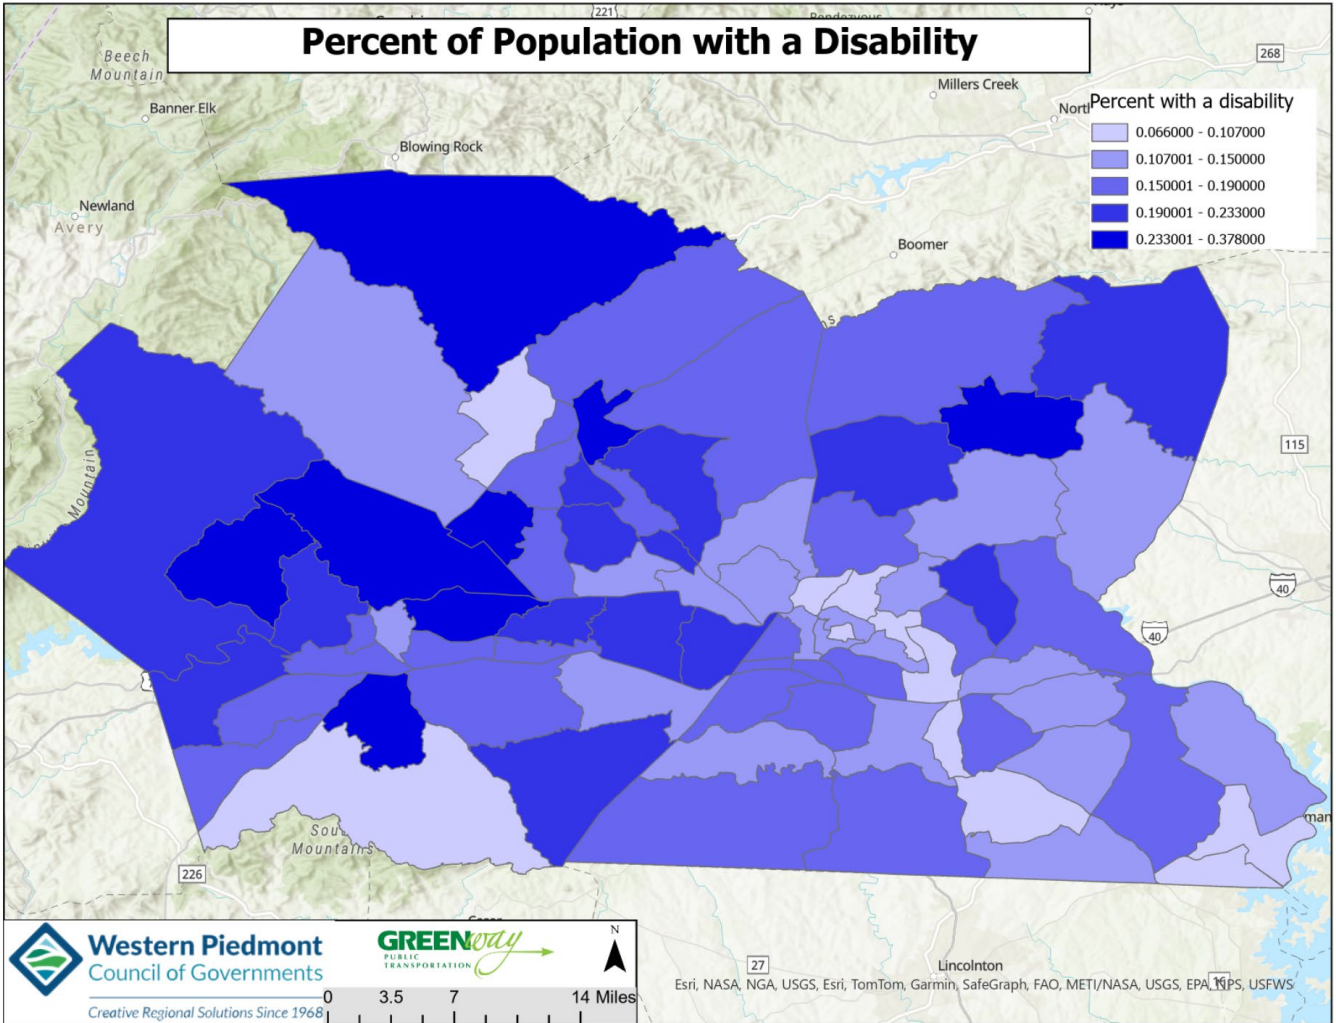 221
Percent of Population with a Disability
Beech
Mountain
268
Millers Creek
Banner Elk
Percent with a disability
0.066000 - 0.107000
0.107001 - 0.150000
0.150001 - 0.190000
0.190001 - 0.233000
0.233001 - 0.378000
Blowing Rock
Newland
Avery
Boomer
115
Mountain
40
40
South
Mountains
226
Western Piedmont
Council of Governments
Creative Regional Solutions Since 1968
GREENway
PUBLIC
TRANSPORTATION
N
0 3.5 7 14 Miles
27
Lincolnton
16
Esri, NASA, NGA, USGS, Esri, TomTom, Garmin, SafeGraph, FAO, METI/NASA, USGS, EPA, NPS, USFWS